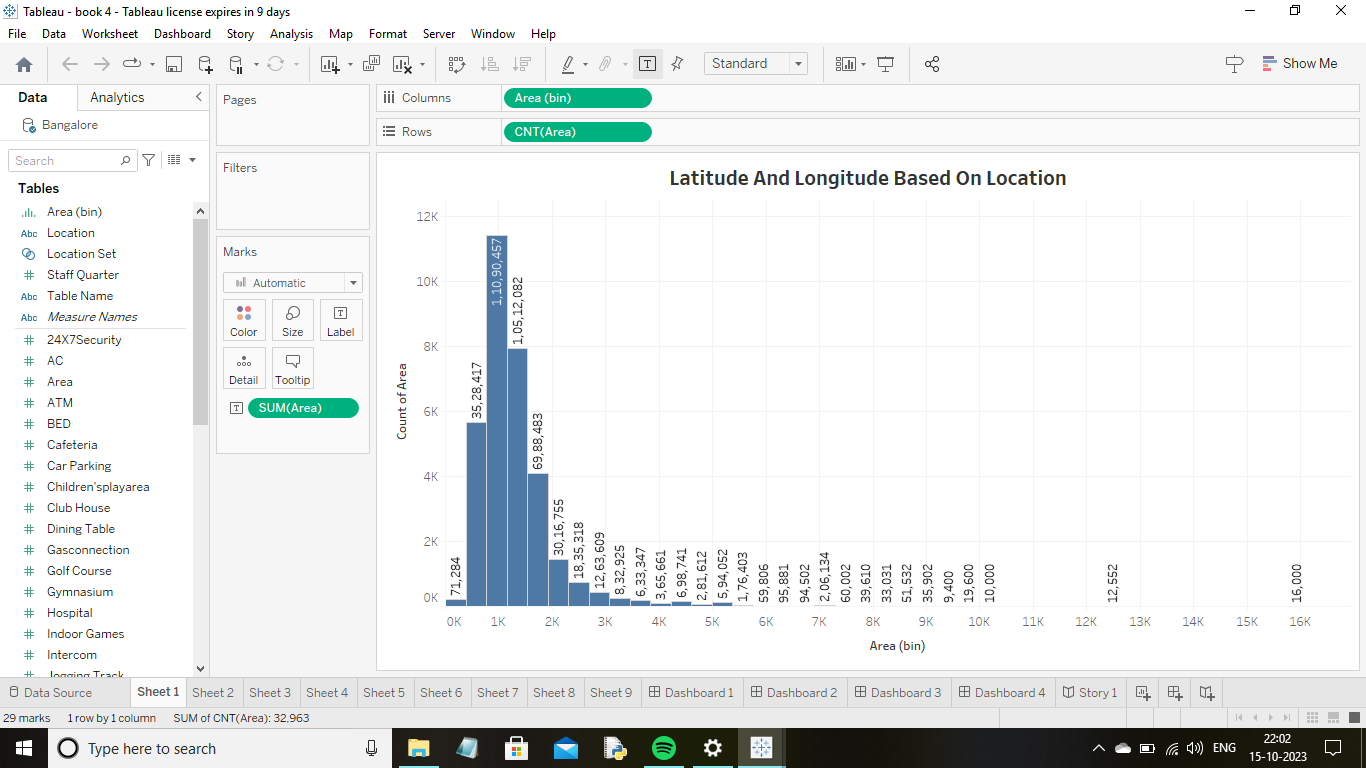 Tableau - book 4 - Tableau license expires in 9 days
File Data Worksheet Dashboard Story Analysis Map Format Server Window Help
Standard
Show Me
Data Analytics
Bangalore
Search
Tables
Area (bin)
Location
Location Set
Staff Quarter
Abc Table Name
Abc Measure Names
24X7Security
AC
Area
ATM
BED
Cafeteria
Car Parking
Children'splayarea
Club House
Dining Table
Gasconnection
Golf Course
Gymnasium
Hospital
Indoor Games
Intercom
Jogging Track
Pages
Filters
Marks
Automatic
Color Size Label
Detail Tooltip
SUM(Area)
Columns Area (bin)
Rows CNT(Area)
Latitude And Longitude Based On Location
12K
10K
8K
6K
4K
2K
0K
Count of Area
71,284
35,28,417
1,10,90,457
1,05,12,082
69,88,483
30,16,755
18,35,318
12,63,609
8,32,925
6,33,347
3,65,661
6,98,741
2,81,612
5,94,052
1,76,403
59,806
95,881
94,502
2,06,134
60,002
39,610
33,031
51,532
35,902
9,400
19,600
10,000
12,552
16,000
0K 1K 2K 3K 4K 5K 6K 7K 8K 9K 10K 11K 12K 13K 14K 15K 16K
Area (bin)
Data Source Sheet 1 Sheet 2 Sheet 3 Sheet 4 Sheet 5 Sheet 6 Sheet 7 Sheet 8 Sheet 9 Dashboard 1 Dashboard 2 Dashboard 3 Dashboard 4 Story 1
29 marks 1 row by 1 column SUM of CNT(Area): 32,963
Type here to search
ENG
22:02
15-10-2023